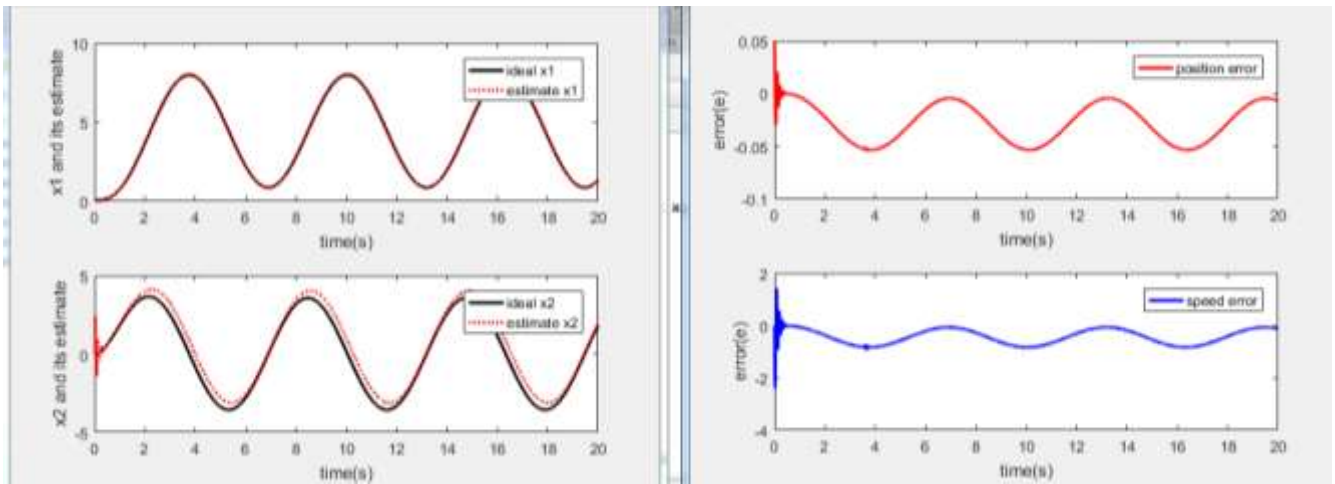 10
5
0
x1 and its estimate
ideal x1
estimate x1
0 2 4 6 8 10 12 14 16 18 20
time(s)
5
0
-5
x2 and its estimate
ideal x2
estimate x2
0 2 4 6 8 10 12 14 16 18 20
time(s)
0.05
0
-0.05
-0.1
error(e)
position error
0 2 4 6 8 10 12 14 16 18 20
time(s)
2
0
-2
-4
error(e)
speed error
0 2 4 6 8 10 12 14 16 18 20
time(s)